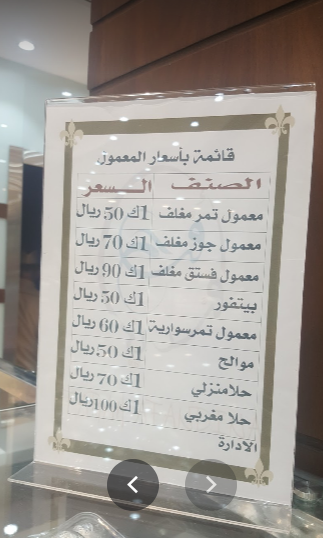 قائمة بأسعار المعمول
الصنف السعر
معمول تمر مغلف 1ك 50 ريال
معمول جوز مغلف 1ك 70 ريال
معمول فستق مغلف 1ك 90 ريال
بيتفور 1ك 50 ريال
معمول تمرسوارية 1ك 60 ريال
موالح 1ك 50 ريال
حلامنزلي 1ك 70 ريال
حلا مغربي 1ك 100 ريال
الادارة